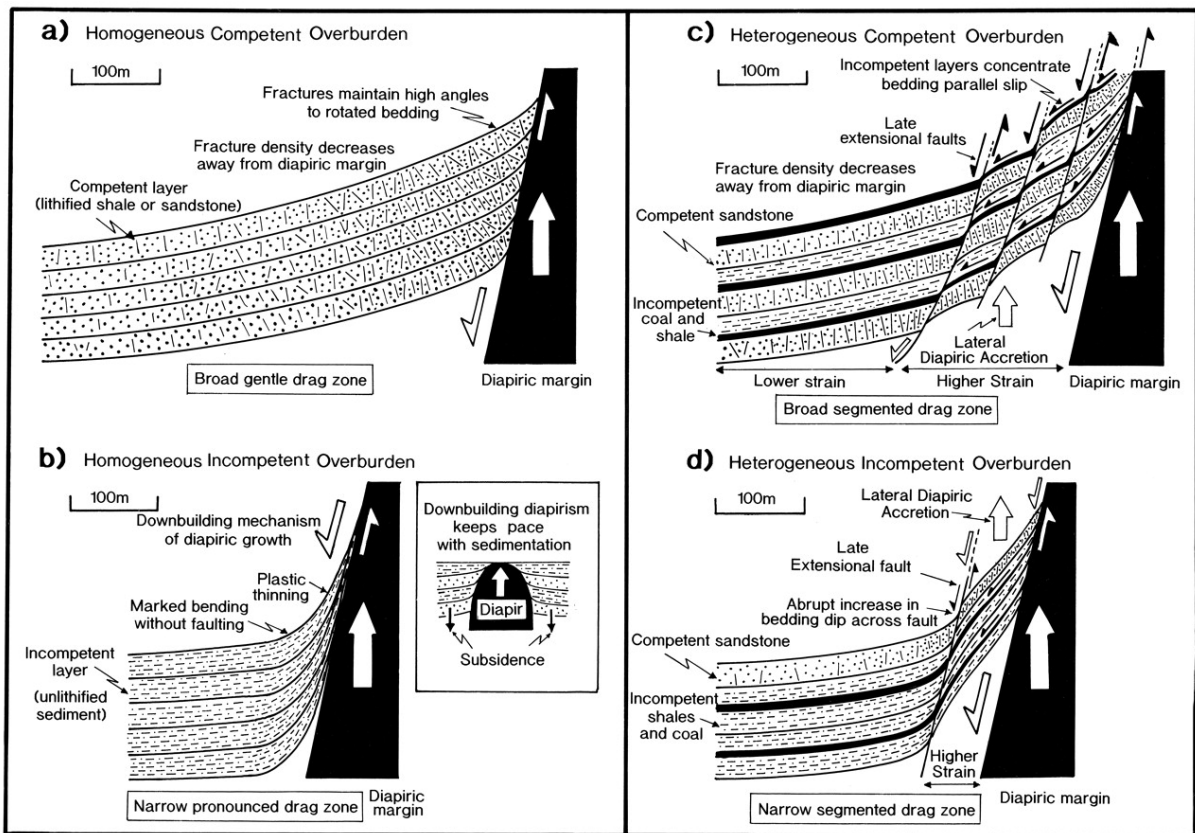 a) Homogeneous Competent Overburden
100m
Fractures maintain high angles
to rotated bedding
Fracture density decreases
away from diapiric margin
Competent layer
(lithified shale or sandstone)
Broad gentle drag zone
Diapiric margin
b) Homogeneous Incompetent Overburden
100m
Downbuilding mechanism
of diapiric growth
Plastic
thinning
Marked bending
without faulting
Incompetent
layer
(unlithified
sediment)
Narrow pronounced drag zone
Diapiric
margin
Downbuilding diapirism
keeps pace
with sedimentation
Diapir
Subsidence
c) Heterogeneous Competent Overburden
100m
Incompetent layers concentrate
bedding parallel slip
Late
extensional faults
Fracture density decreases
away from diapiric margin
Competent sandstone
Incompetent
coal and
shale
Lateral
Diapiric Accretion
Lower strain
Higher Strain
Diapiric margin
Broad segmented drag zone
d) Heterogeneous Incompetent Overburden
100m
Lateral Diapiric
Accretion
Late
Extensional fault
Abrupt increase in
bedding dip across fault
Competent sandstone
Incompetent
shales
and coal
Higher
Strain
Diapiric margin
Narrow segmented drag zone